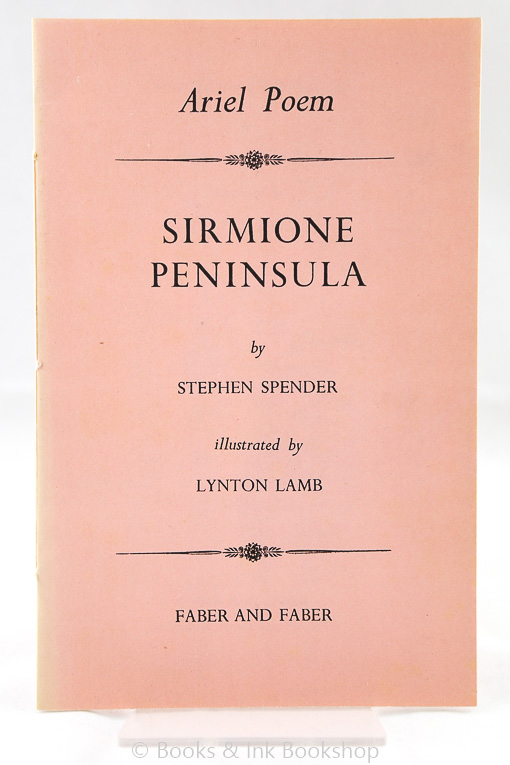 Ariel Poem
SIRMIONE
PENINSULA
by
STEPHEN SPENDER
illustrated by
LYNTON LAMB
FABER AND FABER
© Books & Ink Bookshop